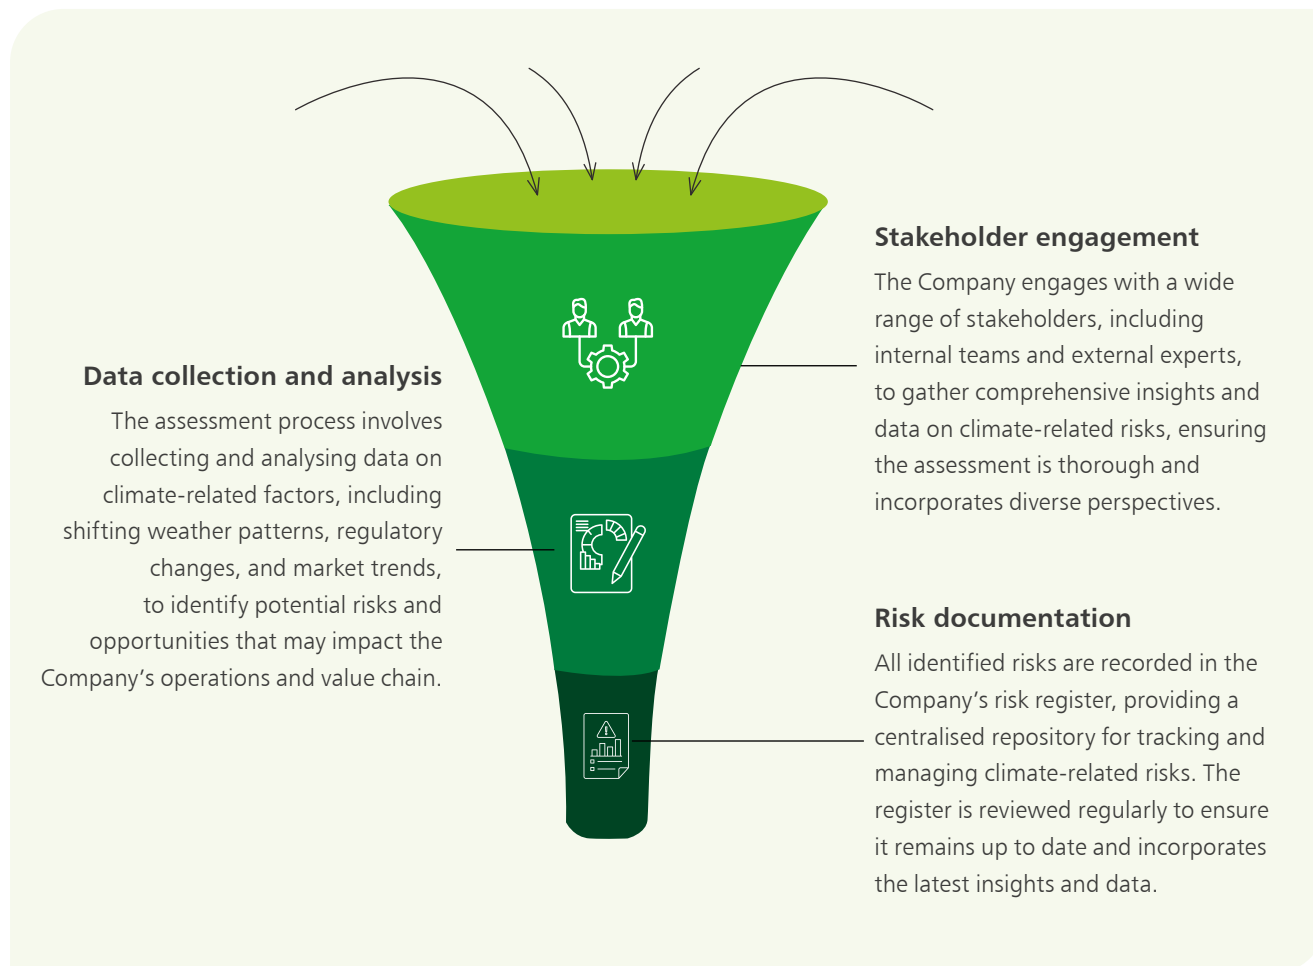 Stakeholder engagement
The Company engages with a wide
range of stakeholders, including
internal teams and external experts,
to gather comprehensive insights and
data on climate-related risks, ensuring
the assessment is thorough and
incorporates diverse perspectives.
Data collection and analysis
The assessment process involves
collecting and analysing data on
climate-related factors, including
shifting weather patterns, regulatory
changes, and market trends,
to identify potential risks and
opportunities that may impact the
Company’s operations and value chain.
Risk documentation
All identified risks are recorded in the
Company’s risk register, providing a
centralised repository for tracking and
managing climate-related risks. The
register is reviewed regularly to ensure
it remains up to date and incorporates
the latest insights and data.